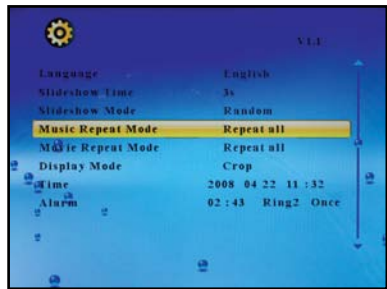 V1.1
Language English
Slideshow Time 3s
Slideshow Mode Random
Music Repeat Mode Repeat all
Movie Repeat Mode Repeat all
Display Mode Crop
Time 2008 04 22 11 :32
Alarm 02 : 43 Ring2 Once